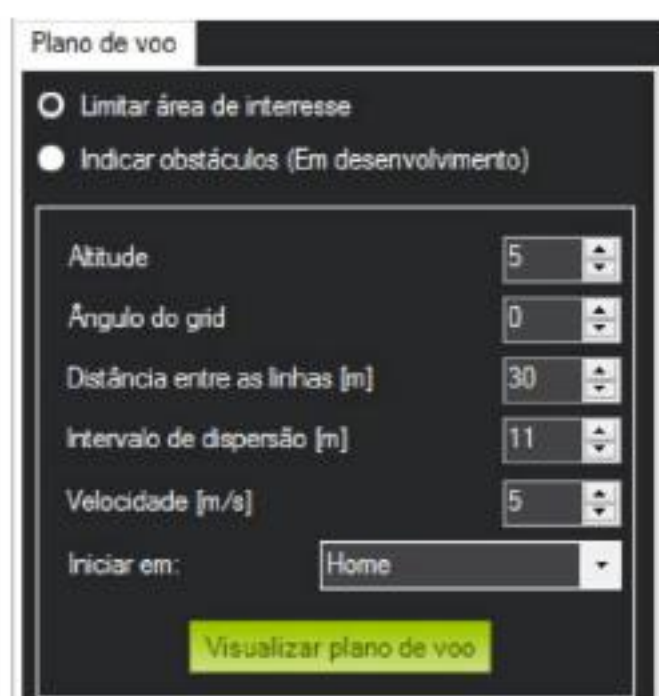 Plano de voo
Limitar área de interresse
Indicar obstáculos (Em desenvolvimento)
Altitude 5
Ângulo do grid 0
Distância entre as linhas [m] 30
Intervalo de dispersão [m] 11
Velocidade [m/s] 5
Iniciar em: Home
Visualizar plano de voo